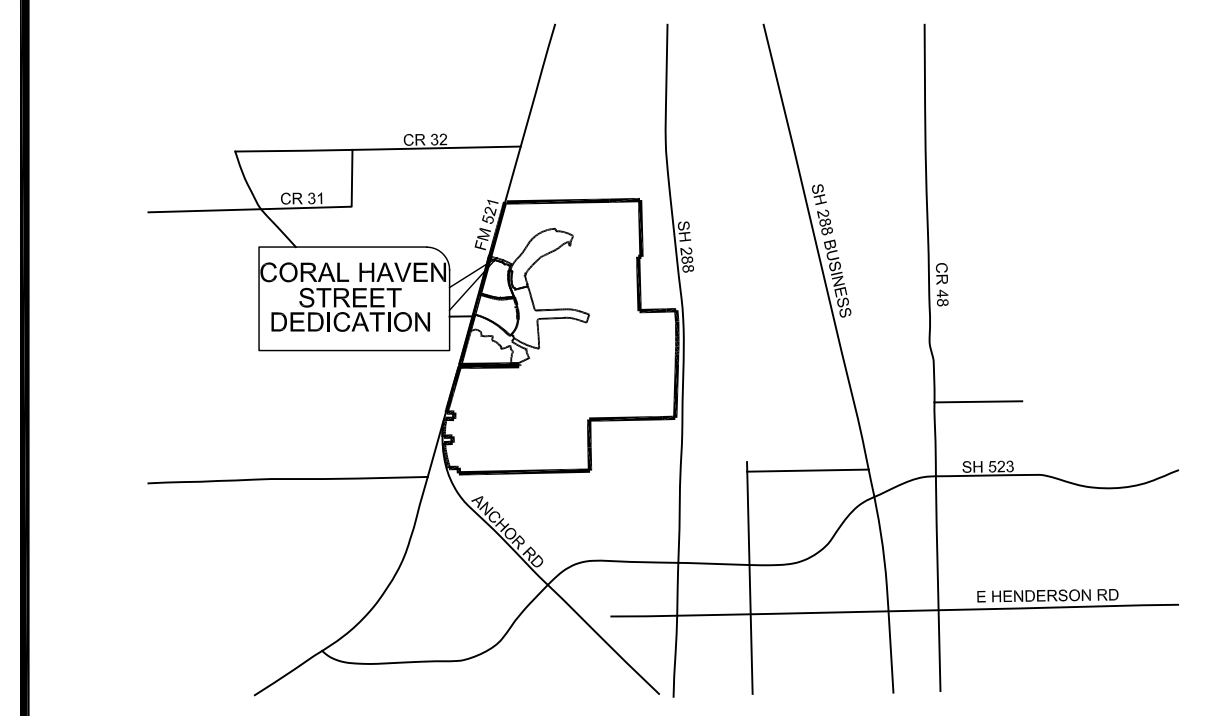 CR 32
CR 31
FM 521
SH 288
SH 288 BUSINESS
CR 48
CORAL HAVEN
STREET
DEDICATION
SH 523
ANCHOR RD
E HENDERSON RD